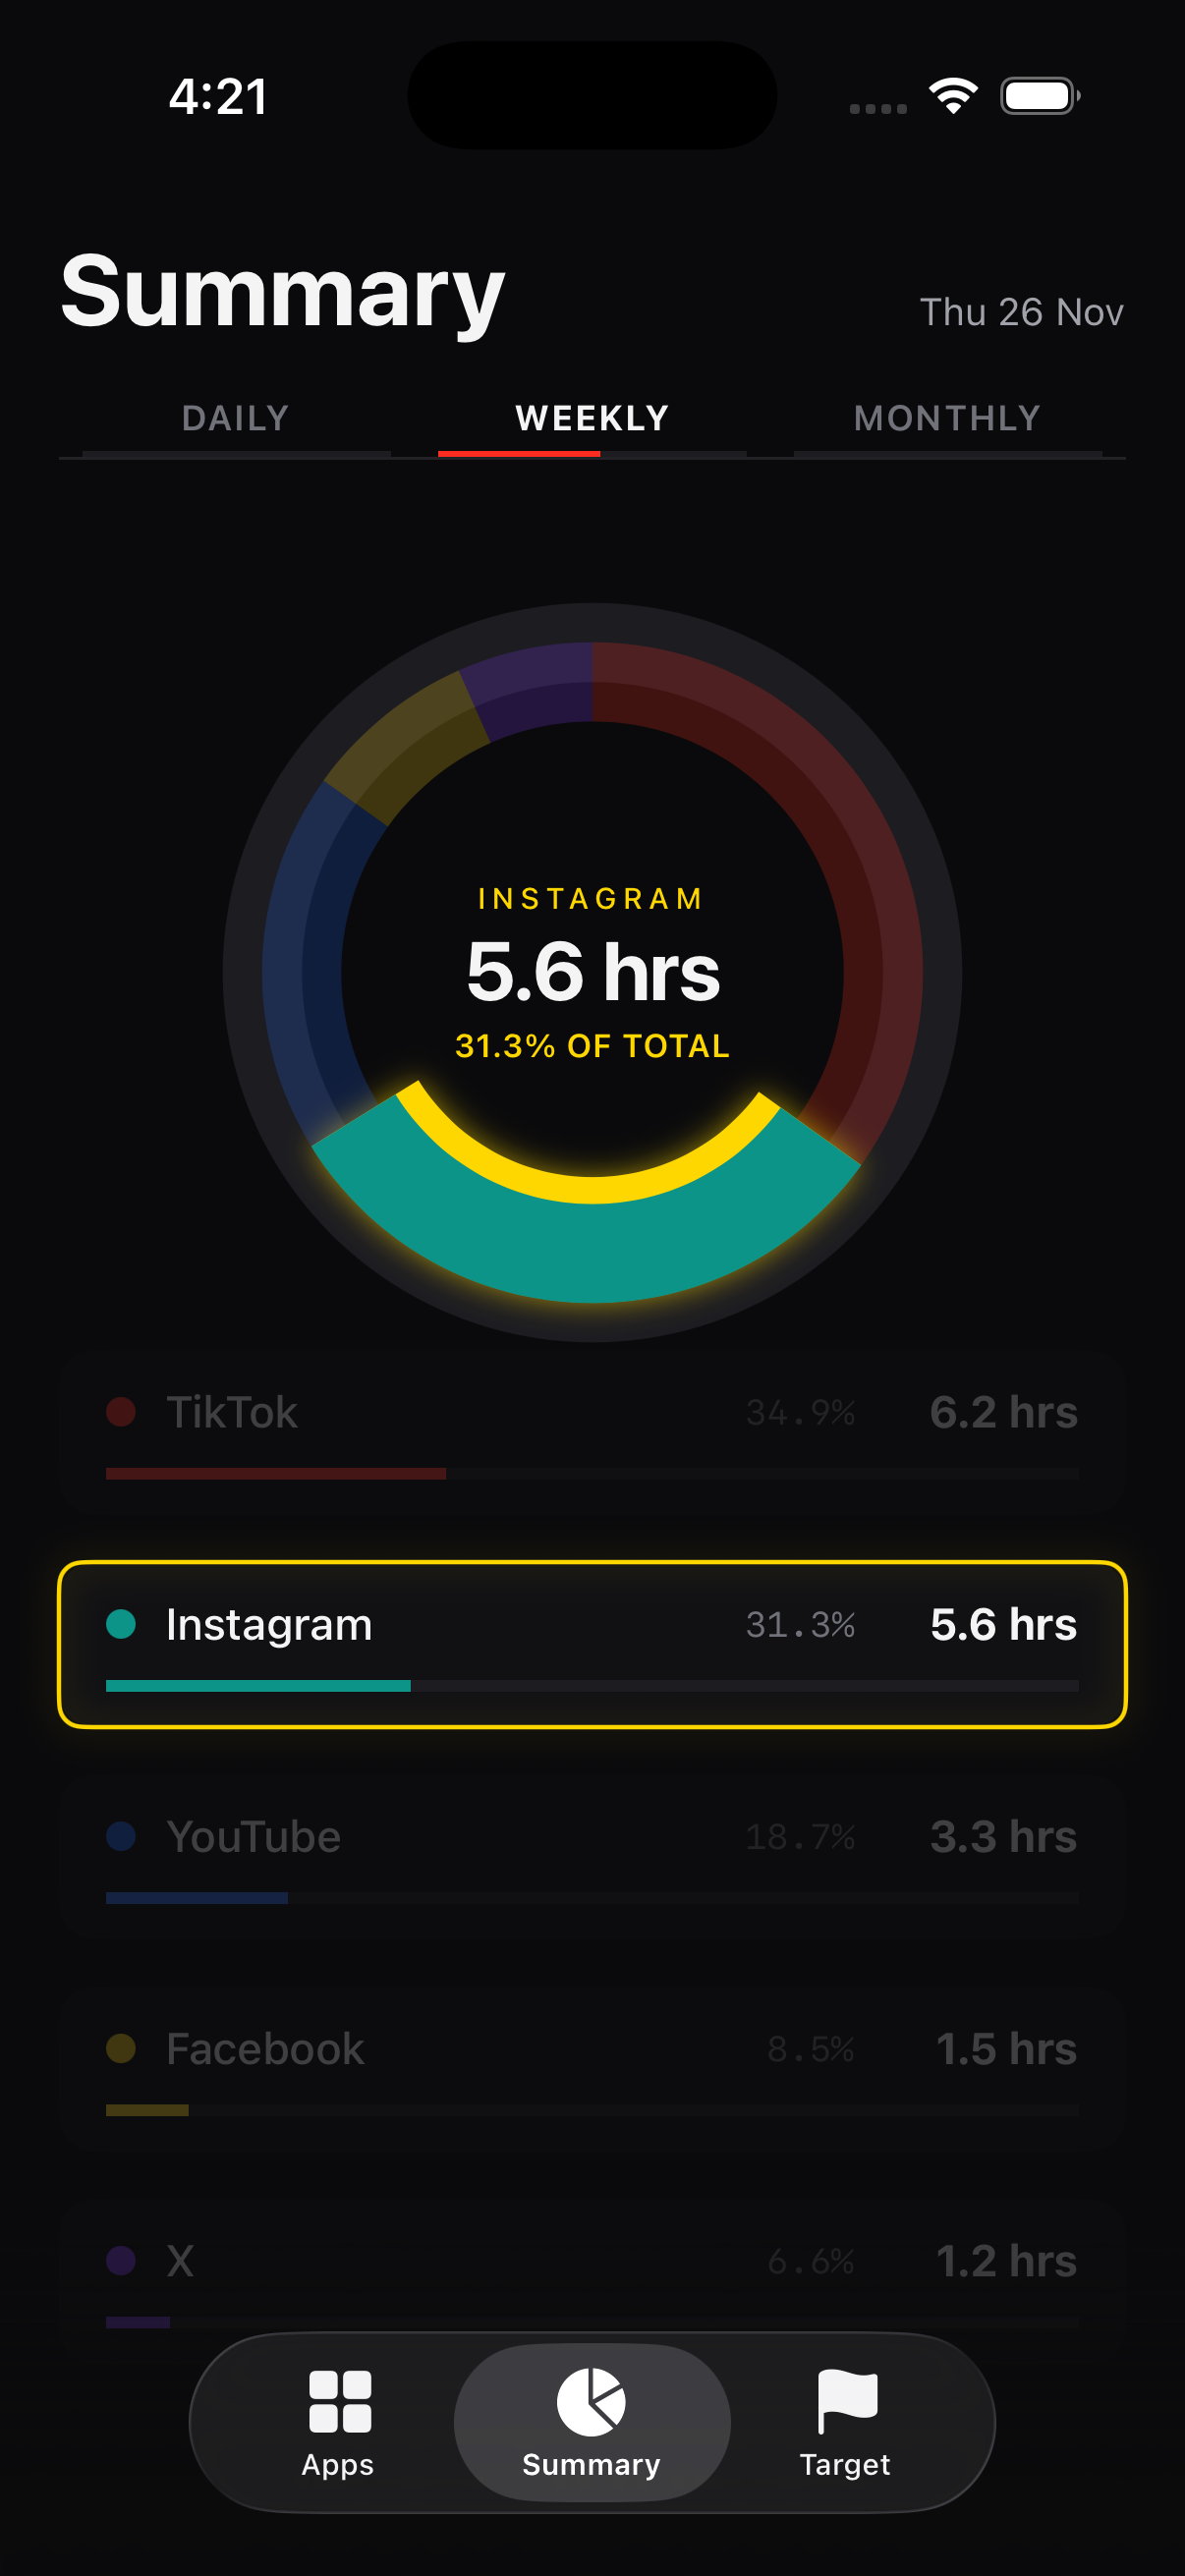 4:21
Summary
Thu 26 Nov
DAILY WEEKLY MONTHLY
INSTAGRAM
5.6 hrs
31.3% OF TOTAL
TikTok 34.9% 6.2 hrs
Instagram 31.3% 5.6 hrs
YouTube 18.7% 3.3 hrs
Facebook 8.5% 1.5 hrs
X 6.6% 1.2 hrs
Apps Summary Target